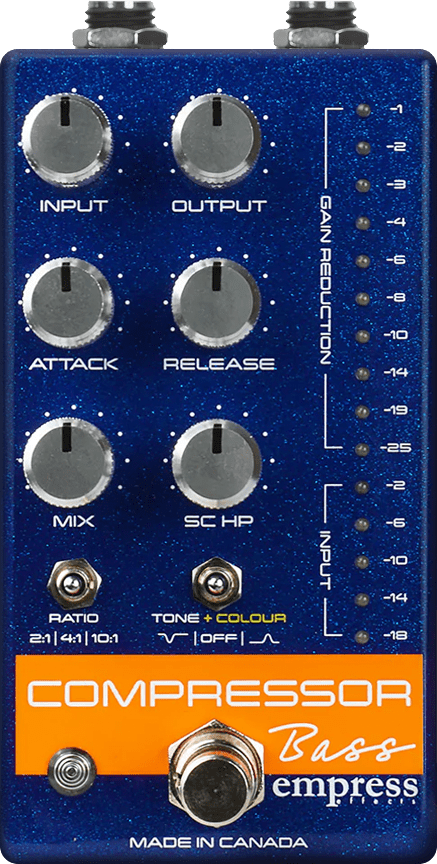 INPUT
OUTPUT
ATTACK
RELEASE
MIX
SC HP
RATIO
2:1|4:1|10:1
TONE + COLOUR
|OFF|
GAIN REDUCTION
-1
-2
-3
-4
-6
-8
-10
-14
-19
-25
INPUT
-2
-6
-10
-14
-18
COMPRESSOR
Bass
empress
effects
MADE IN CANADA